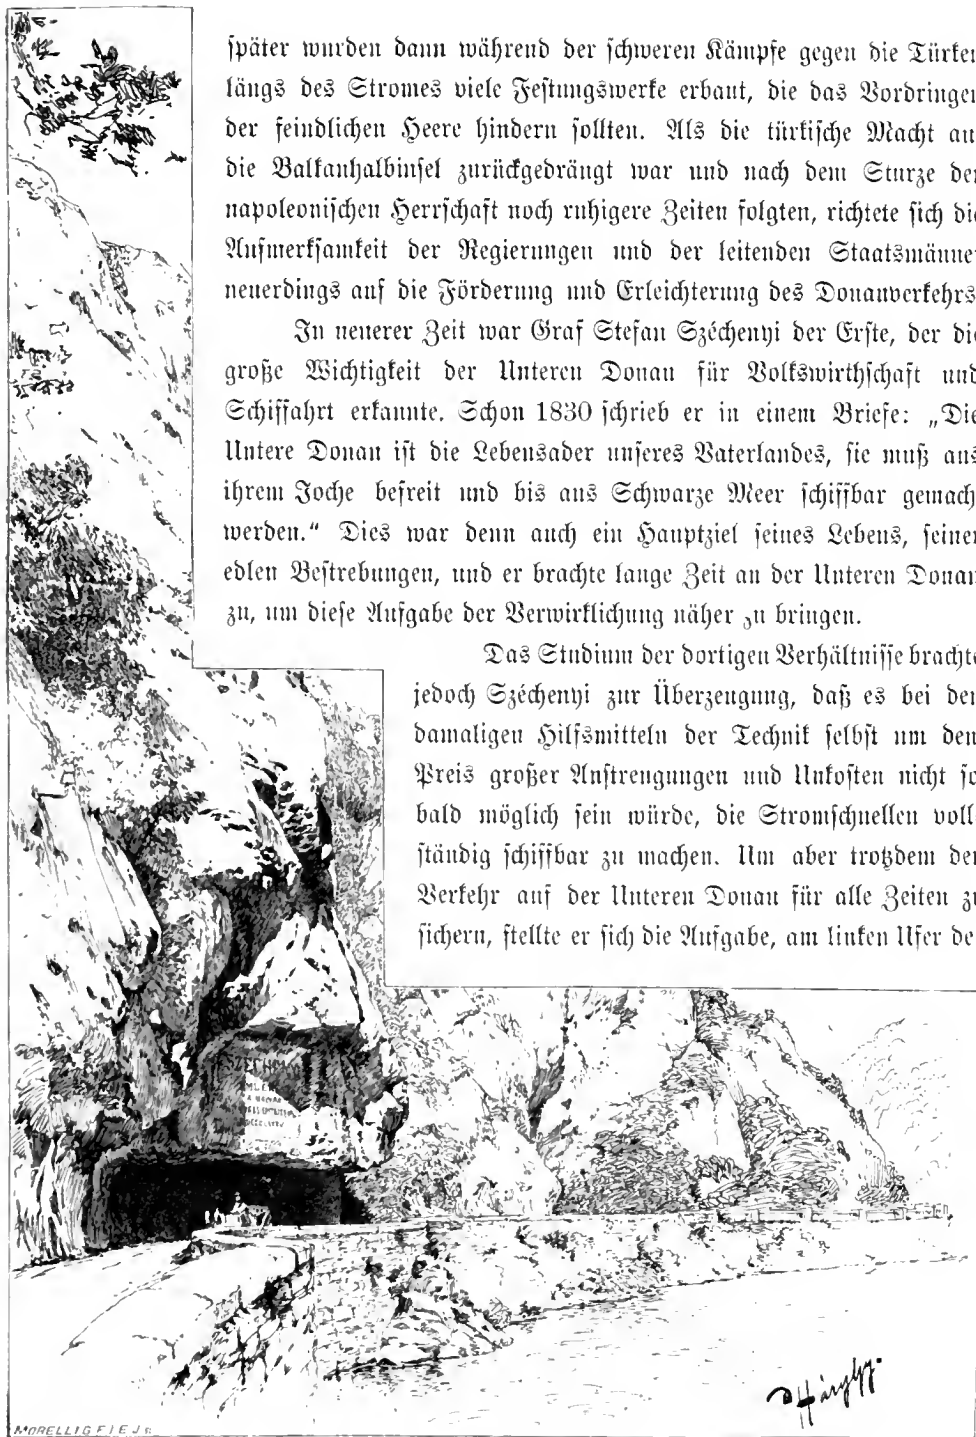 später wurden dann während der schweren Kämpfe gegen die Türken
längs des Stromes viele Festungswerke erbaut, die das Vordringen
der feindlichen Heere hindern sollten. Als die türkische Macht auf
die Balkanhalbinsel zurückgedrängt war und nach dem Sturze der
napoleonischen Herrschaft noch ruhigere Zeiten folgten, richtete sich die
Aufmerksamkeit der Regierungen und der leitenden Staatsmänner
neuerdings auf die Förderung und Erleichterung des Donauverkehrs.
In neuerer Zeit war Graf Stefan Széchenyi der Erste, der die
große Wichtigkeit der Unteren Donau für Volkswirthschaft und
Schiffahrt erkannte. Schon 1830 schrieb er in einem Briefe: „Die
Untere Donau ist die Lebensader unseres Vaterlandes, sie muß aus
ihrem Joche befreit und bis ans Schwarze Meer schiffbar gemacht
werden.“ Dies war denn auch ein Hauptziel seines Lebens, seiner
edlen Bestrebungen, und er brachte lange Zeit an der Unteren Donau
zu, um diese Aufgabe der Verwirklichung näher zu bringen.
Das Studium der dortigen Verhältnisse brachte
jedoch Széchenyi zur Überzeugung, daß es bei den
damaligen Hilfsmitteln der Technik selbst um den
Preis großer Anstrengungen und Unkosten nicht so
bald möglich sein würde, die Stromschnellen voll-
ständig schiffbar zu machen. Um aber trotzdem den
Verkehr auf der Unteren Donau für alle Zeiten zu
sichern, stellte er sich die Aufgabe, am linken Ufer der
MORELLI G F I E J